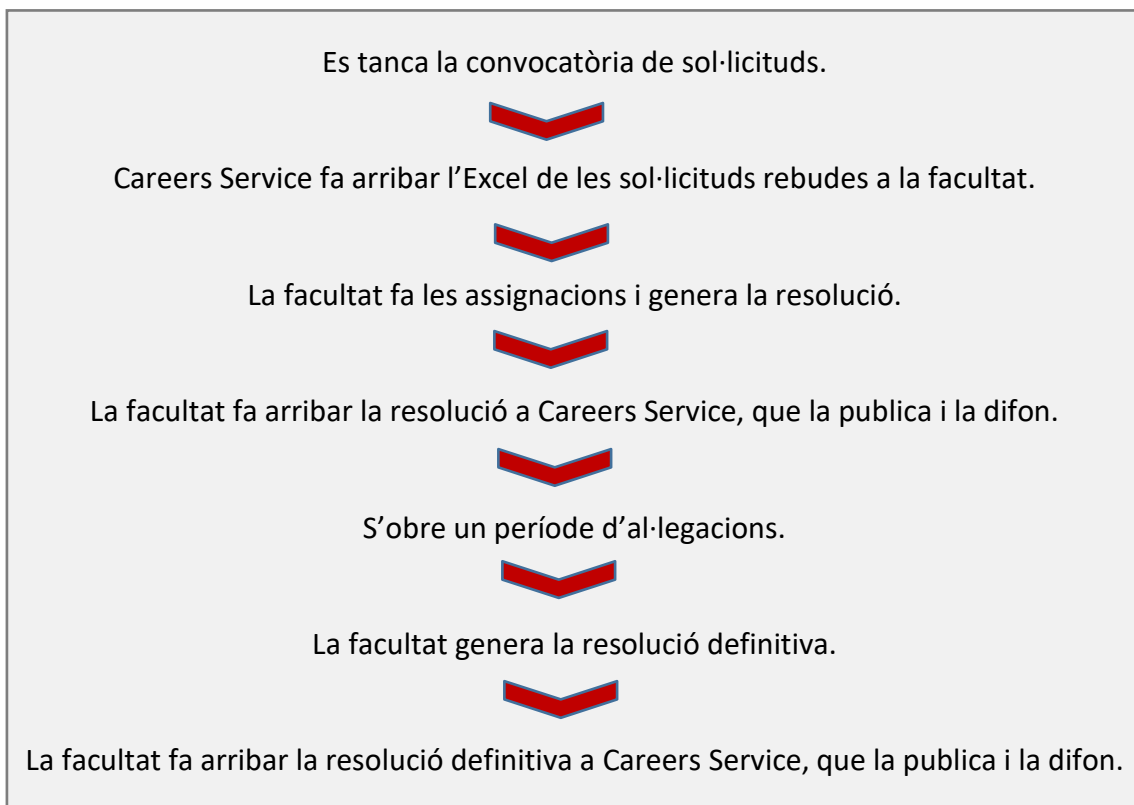 Es tanca la convocatòria de sol·licituds.
Careers Service fa arribar l’Excel de les sol·licituds rebudes a la facultat.
La facultat fa les assignacions i genera la resolució.
La facultat fa arribar la resolució a Careers Service, que la publica i la difon.
S’obre un període d’al·legacions.
La facultat genera la resolució definitiva.
La facultat fa arribar la resolució definitiva a Careers Service, que la publica i la difon.